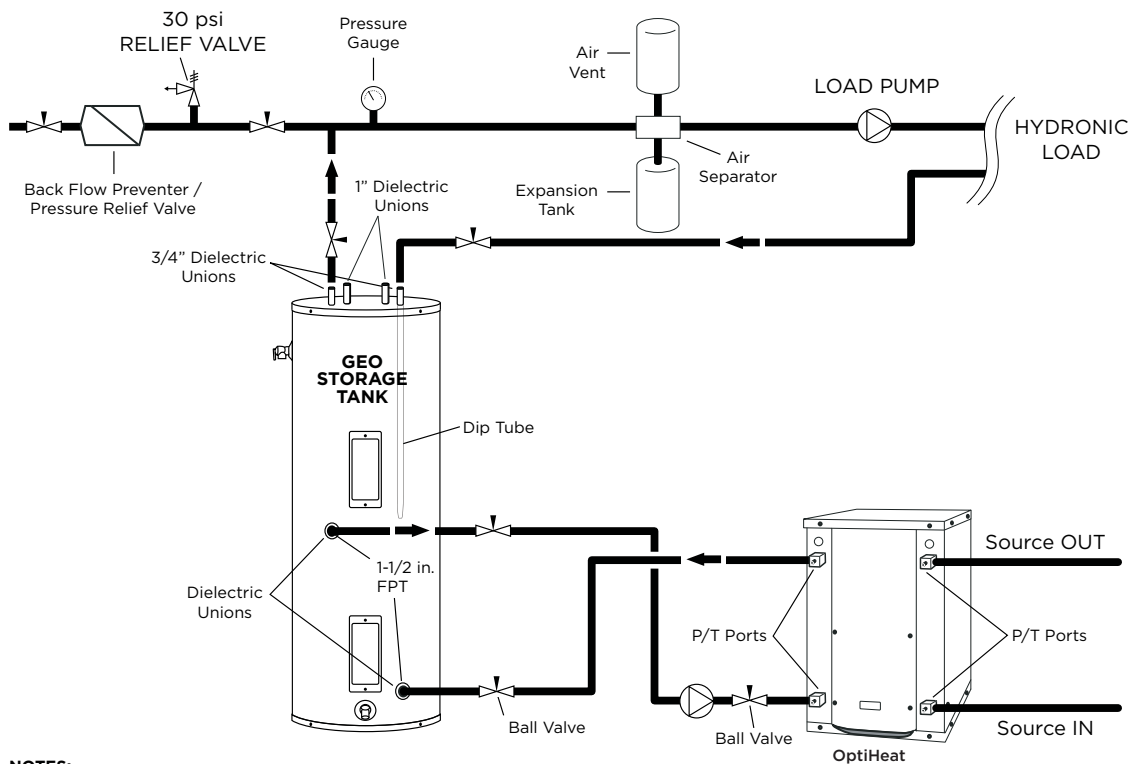 30 psi
RELIEF VALVE
Pressure
Gauge
Air
Vent
LOAD PUMP
HYDRONIC
LOAD
Back Flow Preventer /
Pressure Relief Valve
1” Dielectric
Unions
Expansion
Tank
Air
Separator
3/4” Dielectric
Unions
GEO
STORAGE
TANK
Dip Tube
Source OUT
1-1/2 in.
FPT
Dielectric
Unions
P/T Ports
P/T Ports
Ball Valve
Ball Valve
Source IN
OptiHeat
NOTES: